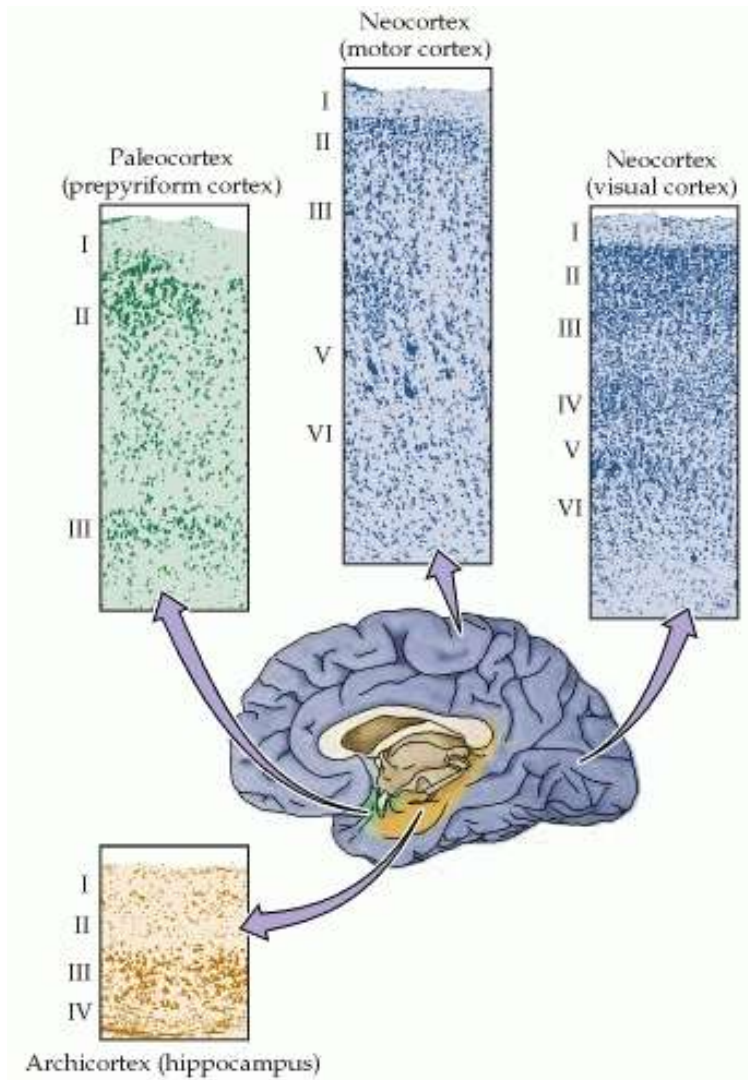 Neocortex
(motor cortex)
I
II
III
V
VI
Paleocortex
(prepyriform cortex)
I
II
III
Neocortex
(visual cortex)
I
II
III
IV
V
VI
I
II
III
IV
Archicortex (hippocampus)